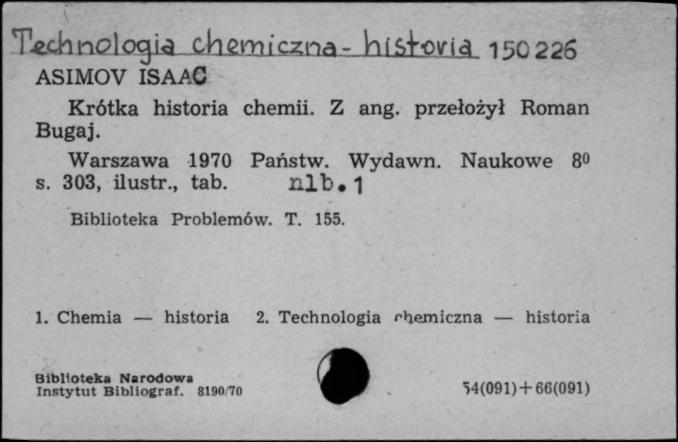 Technologia chemiczna - historia 150226
ASIMOV ISAAC
Krótka historia chemii. Z ang. przełożył Roman
Bugaj.
Warszawa 1970 Państw. Wydawn. Naukowe 8⁰
s. 303, ilustr., tab. nlb. 1
Biblioteka Problemów. T. 155.
1. Chemia — historia 2. Technologia chemiczna — historia
Biblioteka Narodowa
Instytut Bibliograf. 8190/70 54(091)+66(091)